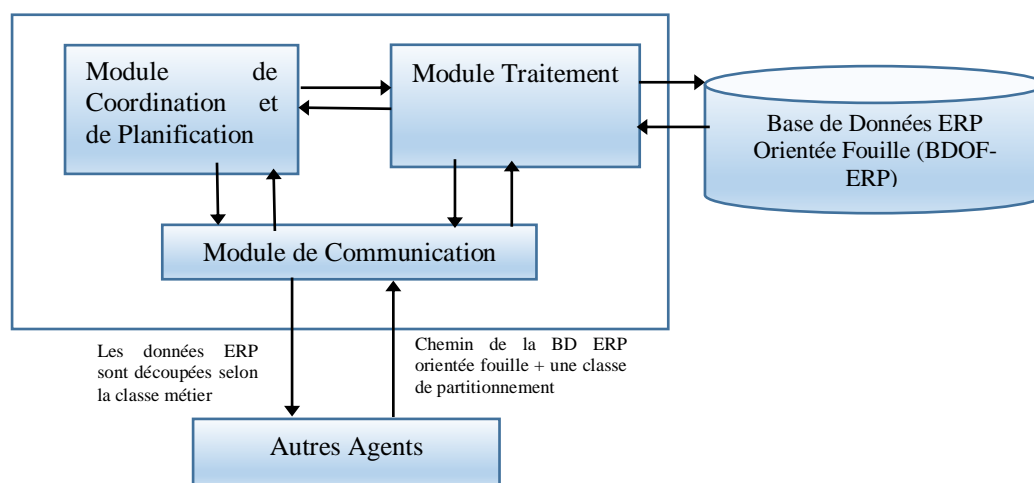 Module de
Coordination et
de Planification
Module Traitement
Base de Données ERP
Orientée Fouille (BDOF-
ERP)
Module de Communication
Les données ERP
sont découpées selon
la classe métier
Chemin de la BD ERP
orientée fouille + une classe
de partitionnement
Autres Agents